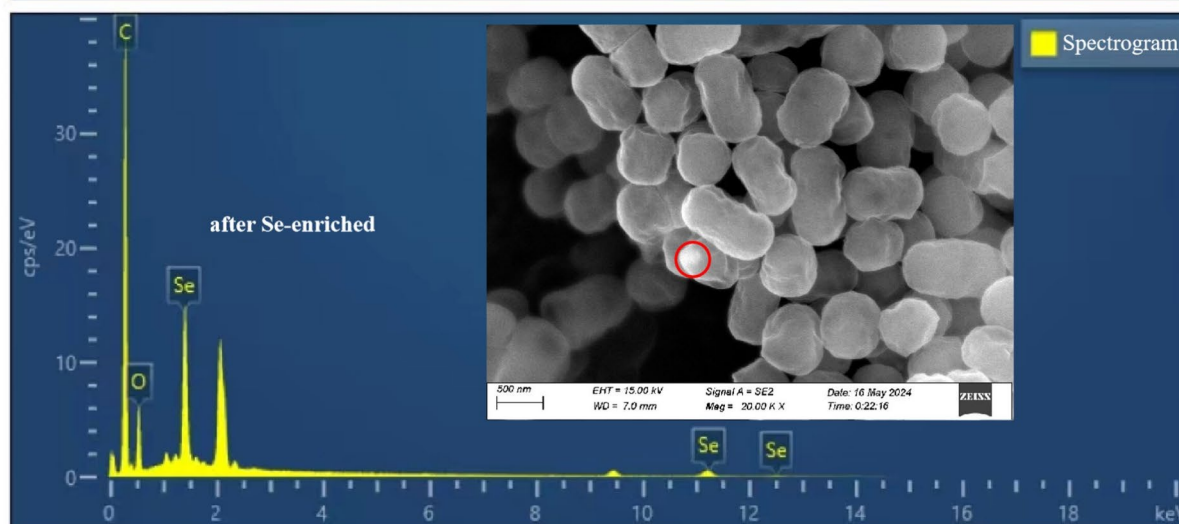 C
Spectrogram
30
cps/eV
after Se-enriched
20
Se
10
O
500 nm
EHT = 15.00 kV
Signal A = SE2
Date: 16 May 2024
WD = 7.0 mm
Mag = 20.00 K X
Time: 0:22:16
ZEISS
Se
Se
0
0 2 4 6 8 10 12 14 16 18 keV